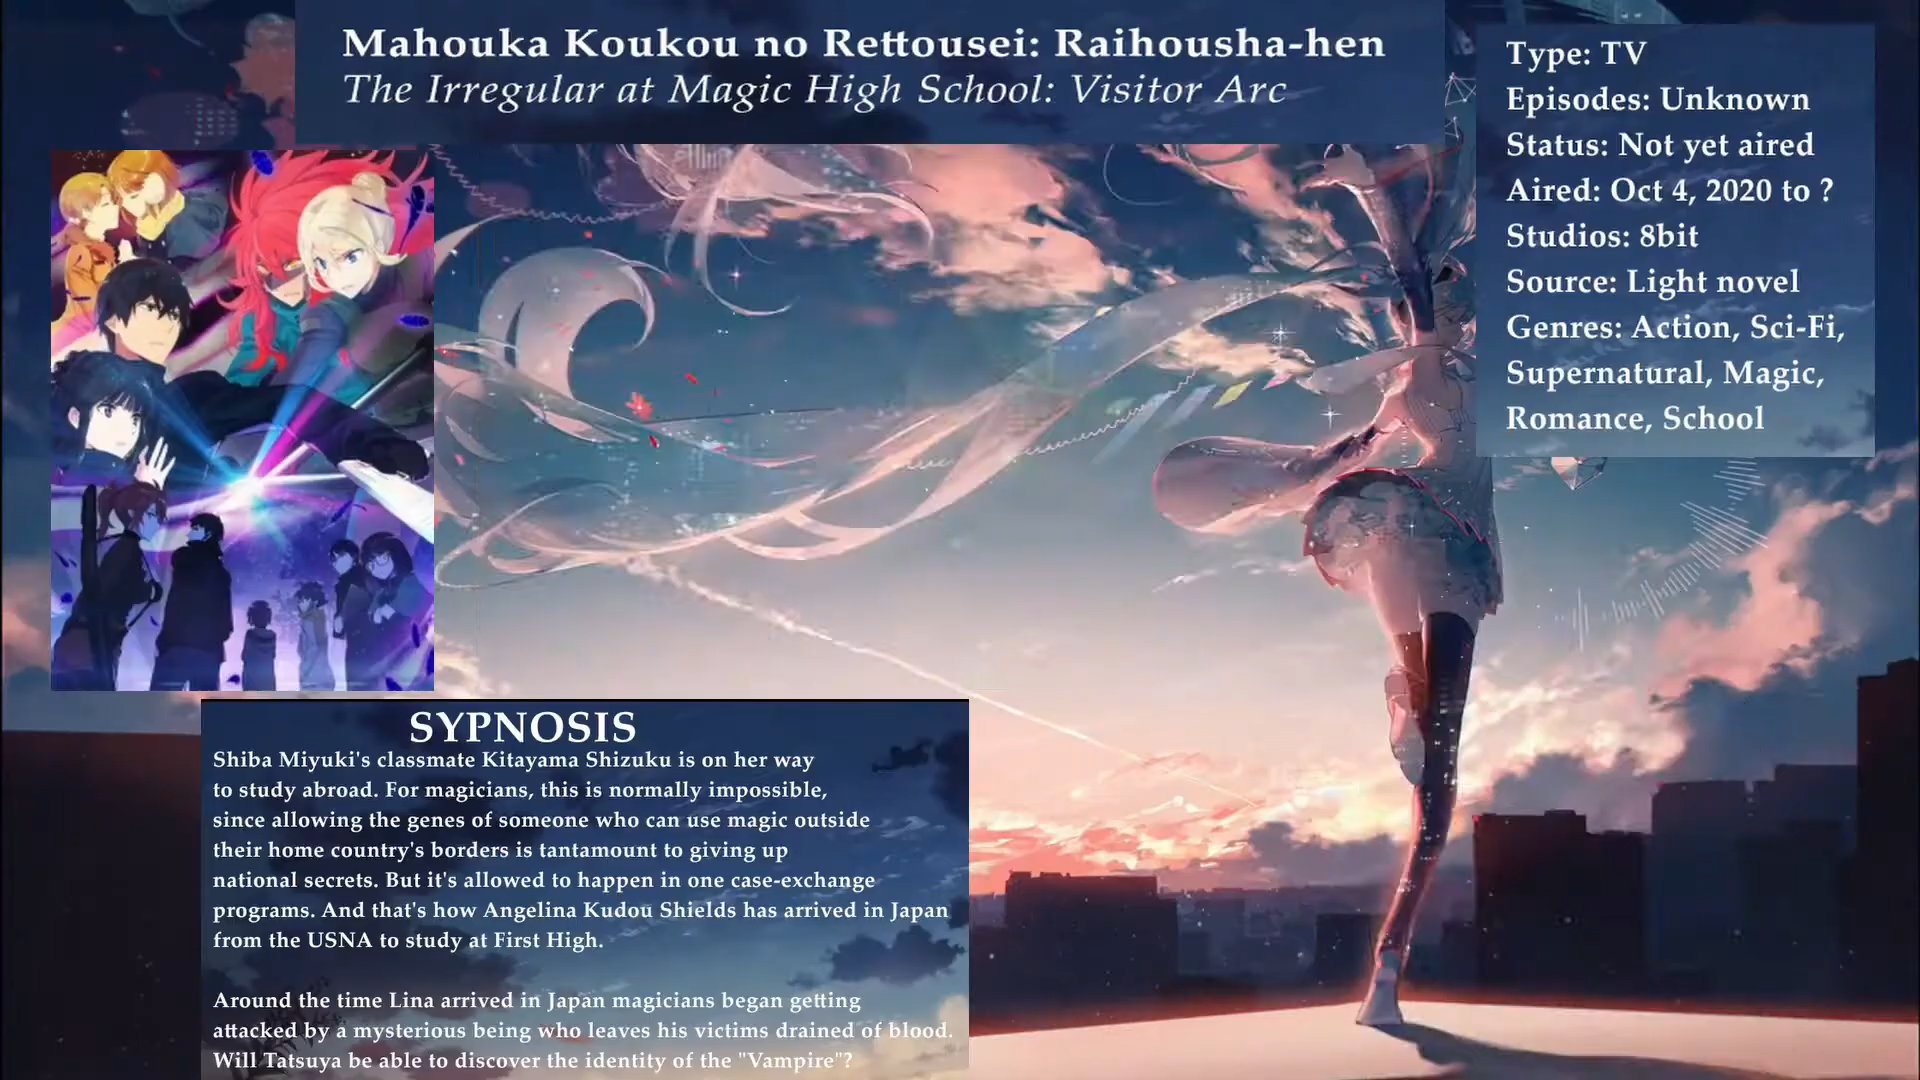 Mahouka Koukou no Rettousei: Raihousha-hen
The Irregular at Magic High School: Visitor Arc
Type: TV
Episodes: Unknown
Status: Not yet aired
Aired: Oct 4, 2020 to ?
Studios: 8bit
Source: Light novel
Genres: Action, Sci-Fi,
Supernatural, Magic,
Romance, School
SYPNOSIS
Shiba Miyuki's classmate Kitayama Shizuku is on her way
to study abroad. For magicians, this is normally impossible,
since allowing the genes of someone who can use magic outside
their home country's borders is tantamount to giving up
national secrets. But it's allowed to happen in one case-exchange
programs. And that's how Angelina Kudou Shields has arrived in Japan
from the USNA to study at First High.
Around the time Lina arrived in Japan magicians began getting
attacked by a mysterious being who leaves his victims drained of blood.
Will Tatsuya be able to discover the identity of the "Vampire"?